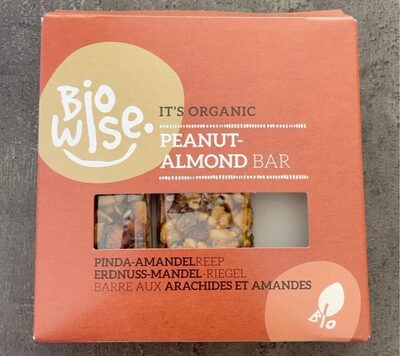 Bio
wise.
IT'S ORGANIC
PEANUT-
ALMOND BAR
PINDA-AMANDELREEP
ERDNUSS-MANDEL-RIEGEL
BARRE AUX ARACHIDES ET AMANDES
BIO